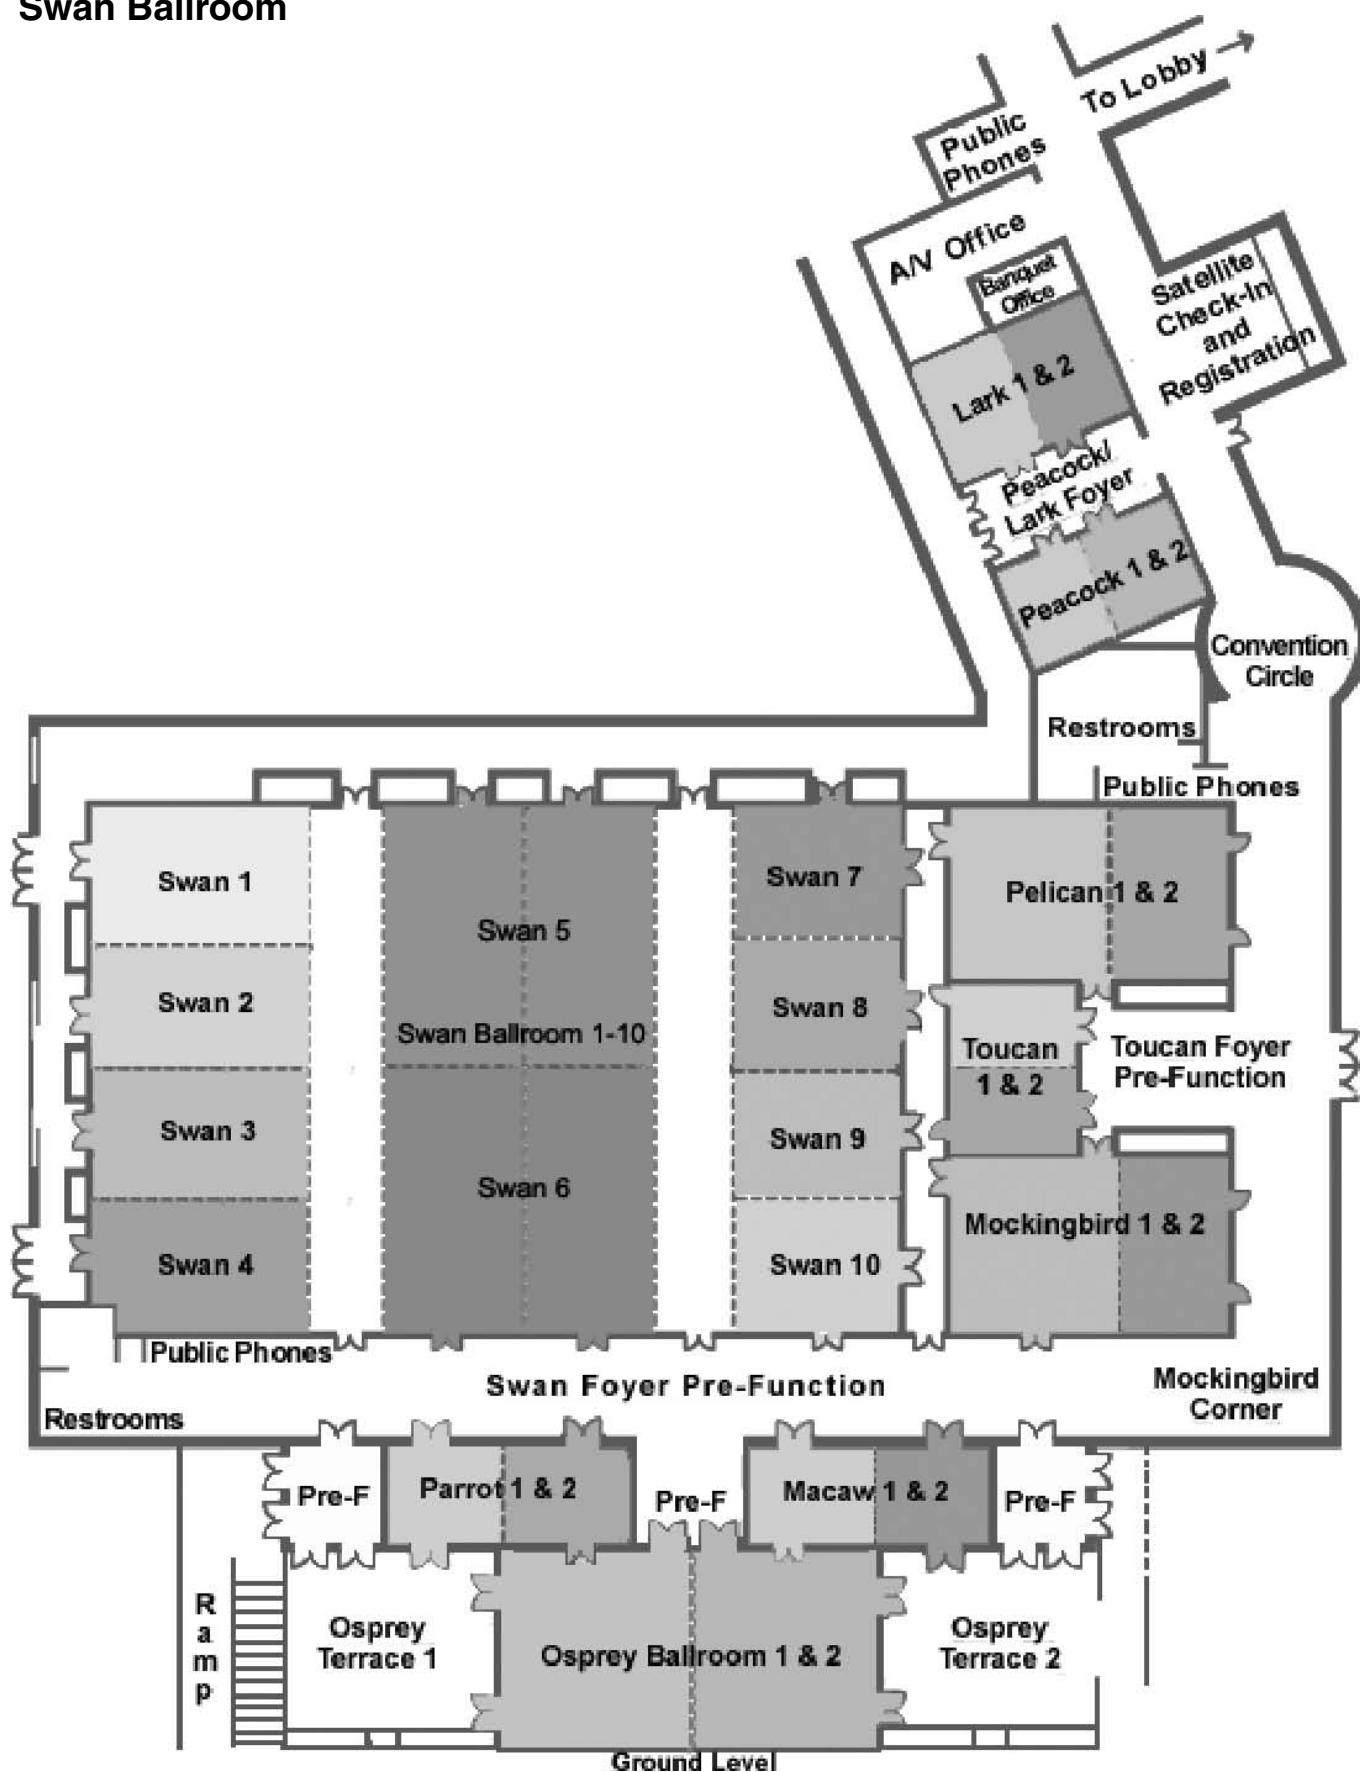 Swan Ballroom
To Lobby →
Public
Phones
A/V Office
Banquet
Office
Satellite
Check-In
and
Registration
Lark 1 & 2
Peacock/
Lark Foyer
Peacock 1 & 2
Convention
Circle
Restrooms
Public Phones
Swan 1
Swan 2
Swan 3
Swan 4
Swan 5
Swan Ballroom 1-10
Swan 6
Swan 7
Swan 8
Swan 9
Swan 10
Pelican 1 & 2
Toucan
1 & 2
Toucan Foyer
Pre-Function
Mockingbird 1 & 2
Public Phones
Swan Foyer Pre-Function
Mockingbird
Corner
Restrooms
Pre-F
Parrot 1 & 2
Pre-F
Macaw 1 & 2
Pre-F
Ramp
Osprey
Terrace 1
Osprey Ballroom 1 & 2
Osprey
Terrace 2
Ground Level